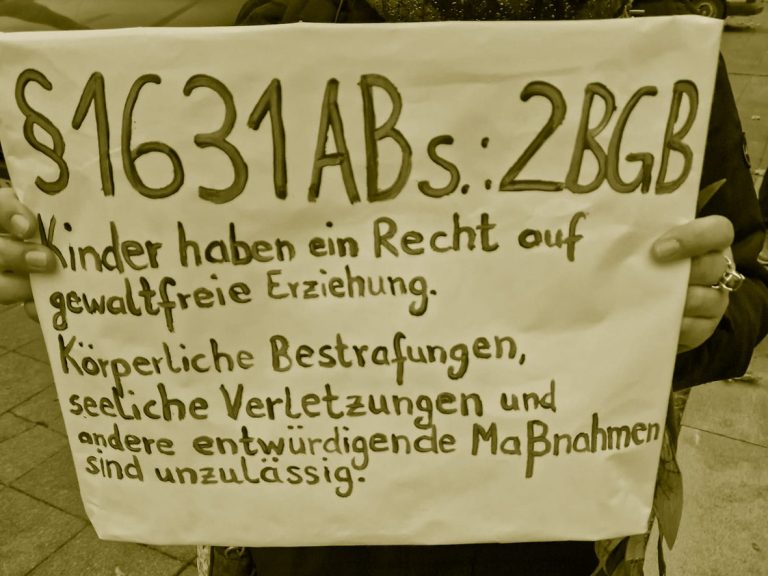 §1631ABs.:2BGB
Kinder haben ein Recht auf
gewaltfreie Erziehung.
Körperliche Bestrafungen,
seeliche Verletzungen und
andere entwürdigende Maßnahmen
sind unzulässig.